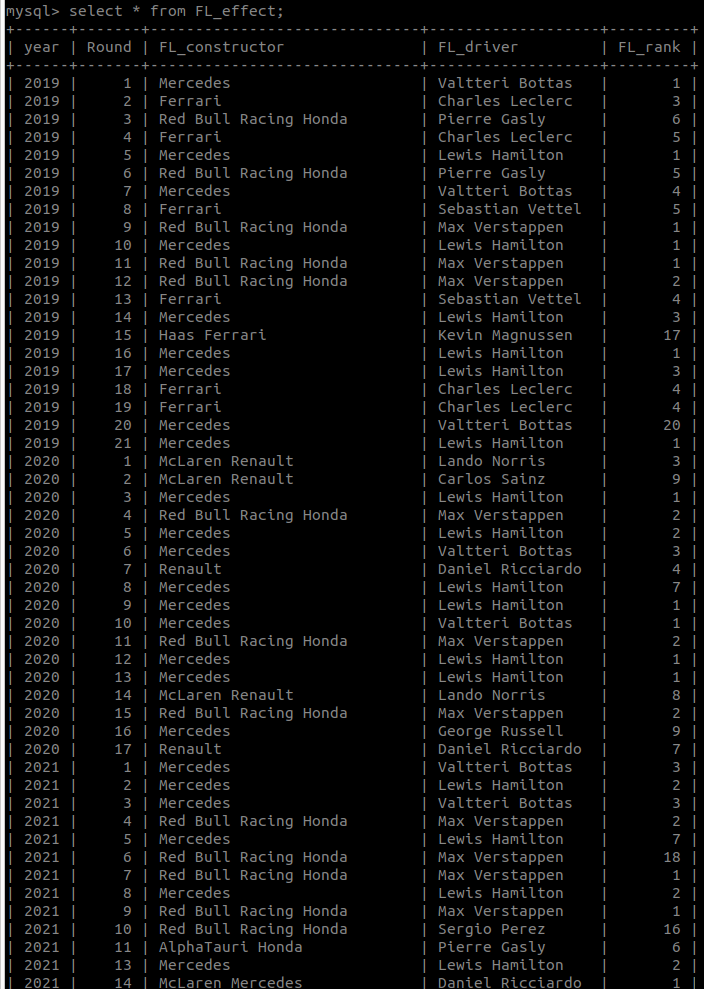 mysql> select * from FL_effect;
+------+-------+------------------------------+-------------------+---------+
| year | Round | FL_constructor               | FL_driver         | FL_rank |
+------+-------+------------------------------+-------------------+---------+
| 2019 |     1 | Mercedes                     | Valtteri Bottas   |       1 |
| 2019 |     2 | Ferrari                      | Charles Leclerc   |       3 |
| 2019 |     3 | Red Bull Racing Honda        | Pierre Gasly      |       6 |
| 2019 |     4 | Ferrari                      | Charles Leclerc   |       5 |
| 2019 |     5 | Mercedes                     | Lewis Hamilton    |       1 |
| 2019 |     6 | Red Bull Racing Honda        | Pierre Gasly      |       5 |
| 2019 |     7 | Mercedes                     | Valtteri Bottas   |       4 |
| 2019 |     8 | Ferrari                      | Sebastian Vettel  |       5 |
| 2019 |     9 | Red Bull Racing Honda        | Max Verstappen    |       1 |
| 2019 |    10 | Mercedes                     | Lewis Hamilton    |       1 |
| 2019 |    11 | Red Bull Racing Honda        | Max Verstappen    |       1 |
| 2019 |    12 | Red Bull Racing Honda        | Max Verstappen    |       2 |
| 2019 |    13 | Ferrari                      | Sebastian Vettel  |       4 |
| 2019 |    14 | Mercedes                     | Lewis Hamilton    |       3 |
| 2019 |    15 | Haas Ferrari                 | Kevin Magnussen   |      17 |
| 2019 |    16 | Mercedes                     | Lewis Hamilton    |       1 |
| 2019 |    17 | Mercedes                     | Lewis Hamilton    |       3 |
| 2019 |    18 | Ferrari                      | Charles Leclerc   |       4 |
| 2019 |    19 | Ferrari                      | Charles Leclerc   |       4 |
| 2019 |    20 | Mercedes                     | Valtteri Bottas   |      20 |
| 2019 |    21 | Mercedes                     | Lewis Hamilton    |       1 |
| 2020 |     1 | McLaren Renault              | Lando Norris      |       3 |
| 2020 |     2 | McLaren Renault              | Carlos Sainz      |       9 |
| 2020 |     3 | Mercedes                     | Lewis Hamilton    |       1 |
| 2020 |     4 | Red Bull Racing Honda        | Max Verstappen    |       2 |
| 2020 |     5 | Mercedes                     | Lewis Hamilton    |       2 |
| 2020 |     6 | Mercedes                     | Valtteri Bottas   |       3 |
| 2020 |     7 | Renault                      | Daniel Ricciardo  |       4 |
| 2020 |     8 | Mercedes                     | Lewis Hamilton    |       7 |
| 2020 |     9 | Mercedes                     | Lewis Hamilton    |       1 |
| 2020 |    10 | Mercedes                     | Valtteri Bottas   |       1 |
| 2020 |    11 | Red Bull Racing Honda        | Max Verstappen    |       2 |
| 2020 |    12 | Mercedes                     | Lewis Hamilton    |       1 |
| 2020 |    13 | Mercedes                     | Lewis Hamilton    |       1 |
| 2020 |    14 | McLaren Renault              | Lando Norris      |       8 |
| 2020 |    15 | Red Bull Racing Honda        | Max Verstappen    |       2 |
| 2020 |    16 | Mercedes                     | George Russell    |       9 |
| 2020 |    17 | Renault                      | Daniel Ricciardo  |       7 |
| 2021 |     1 | Mercedes                     | Valtteri Bottas   |       3 |
| 2021 |     2 | Mercedes                     | Lewis Hamilton    |       2 |
| 2021 |     3 | Mercedes                     | Valtteri Bottas   |       3 |
| 2021 |     4 | Red Bull Racing Honda        | Max Verstappen    |       2 |
| 2021 |     5 | Mercedes                     | Lewis Hamilton    |       7 |
| 2021 |     6 | Red Bull Racing Honda        | Max Verstappen    |      18 |
| 2021 |     7 | Red Bull Racing Honda        | Max Verstappen    |       1 |
| 2021 |     8 | Mercedes                     | Lewis Hamilton    |       2 |
| 2021 |     9 | Red Bull Racing Honda        | Max Verstappen    |       1 |
| 2021 |    10 | Red Bull Racing Honda        | Sergio Perez      |      16 |
| 2021 |    11 | AlphaTauri Honda             | Pierre Gasly      |       6 |
| 2021 |    13 | Mercedes                     | Lewis Hamilton    |       2 |
| 2021 |    14 | McLaren Mercedes             | Daniel Ricciardo  |       1 |